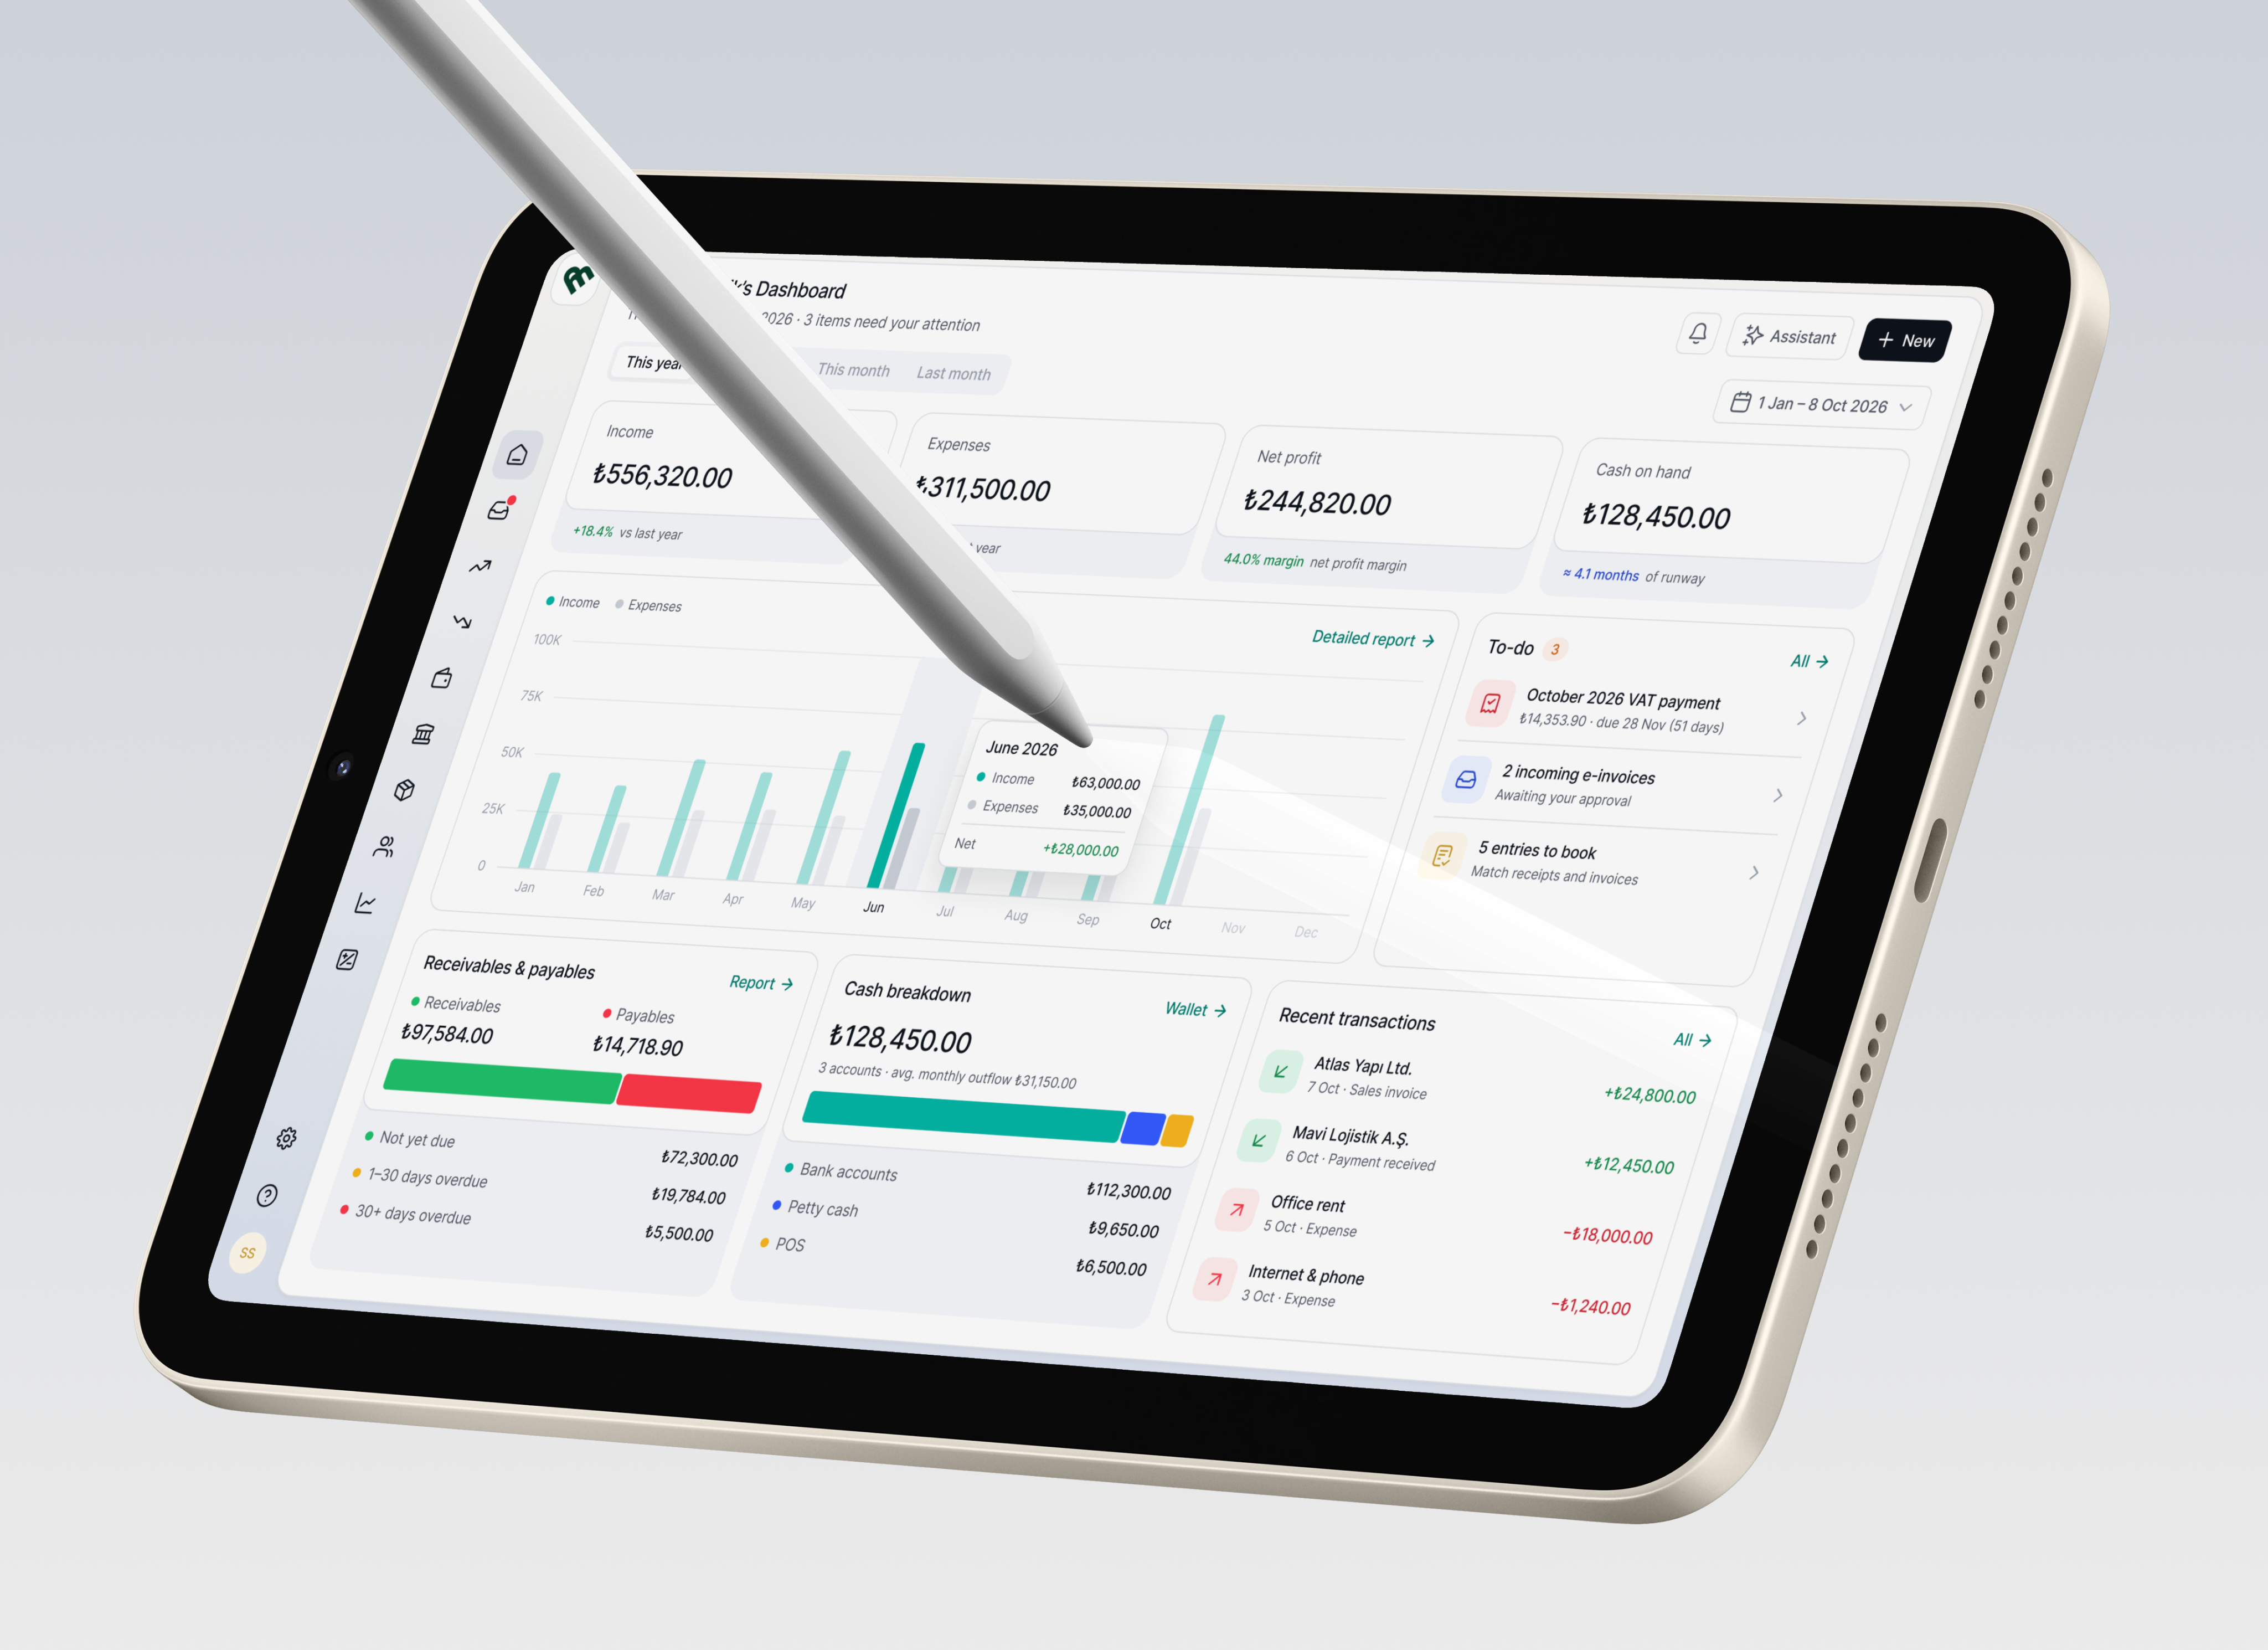 k's Dashboard
2026 · 3 items need your attention
Assistant
New
This year
This month
Last month
1 Jan – 8 Oct 2026
Income
₺556,320.00
+18.4% vs last year
Expenses
₺311,500.00
year
Net profit
₺244,820.00
44.0% margin net profit margin
Cash on hand
₺128,450.00
≈ 4.1 months of runway
Income
Expenses
Detailed report →
100K
75K
50K
25K
0
Jan
Feb
Mar
Apr
May
Jun
Jul
Aug
Sep
Oct
Nov
Dec
June 2026
Income ₺63,000.00
Expenses ₺35,000.00
Net +₺28,000.00
To-do 3
All →
October 2026 VAT payment
₺14,353.90 · due 28 Nov (51 days)
2 incoming e-invoices
Awaiting your approval
5 entries to book
Match receipts and invoices
Receivables & payables
Report →
Receivables
₺97,584.00
Payables
₺14,718.90
Not yet due ₺72,300.00
1–30 days overdue ₺19,784.00
30+ days overdue ₺5,500.00
Cash breakdown
Wallet →
₺128,450.00
3 accounts · avg. monthly outflow ₺31,150.00
Bank accounts ₺112,300.00
Petty cash ₺9,650.00
POS ₺6,500.00
Recent transactions
All →
Atlas Yapı Ltd.
7 Oct · Sales invoice
+₺24,800.00
Mavi Lojistik A.Ş.
6 Oct · Payment received
+₺12,450.00
Office rent
5 Oct · Expense
−₺18,000.00
Internet & phone
3 Oct · Expense
−₺1,240.00
SS